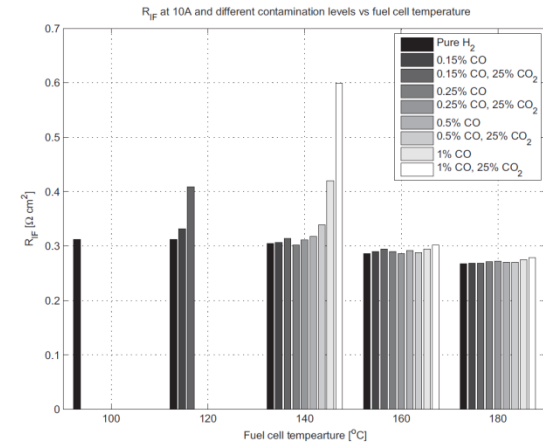 R_IF at 10A and different contamination levels vs fuel cell temperature
0.7
0.6
0.5
0.4
0.3
0.2
0.1
0
R_IF [Ω cm²]
Pure H₂
0.15% CO
0.15% CO, 25% CO₂
0.25% CO
0.25% CO, 25% CO₂
0.5% CO
0.5% CO, 25% CO₂
1% CO
1% CO, 25% CO₂
100 120 140 160 180
Fuel cell tempearture [°C]